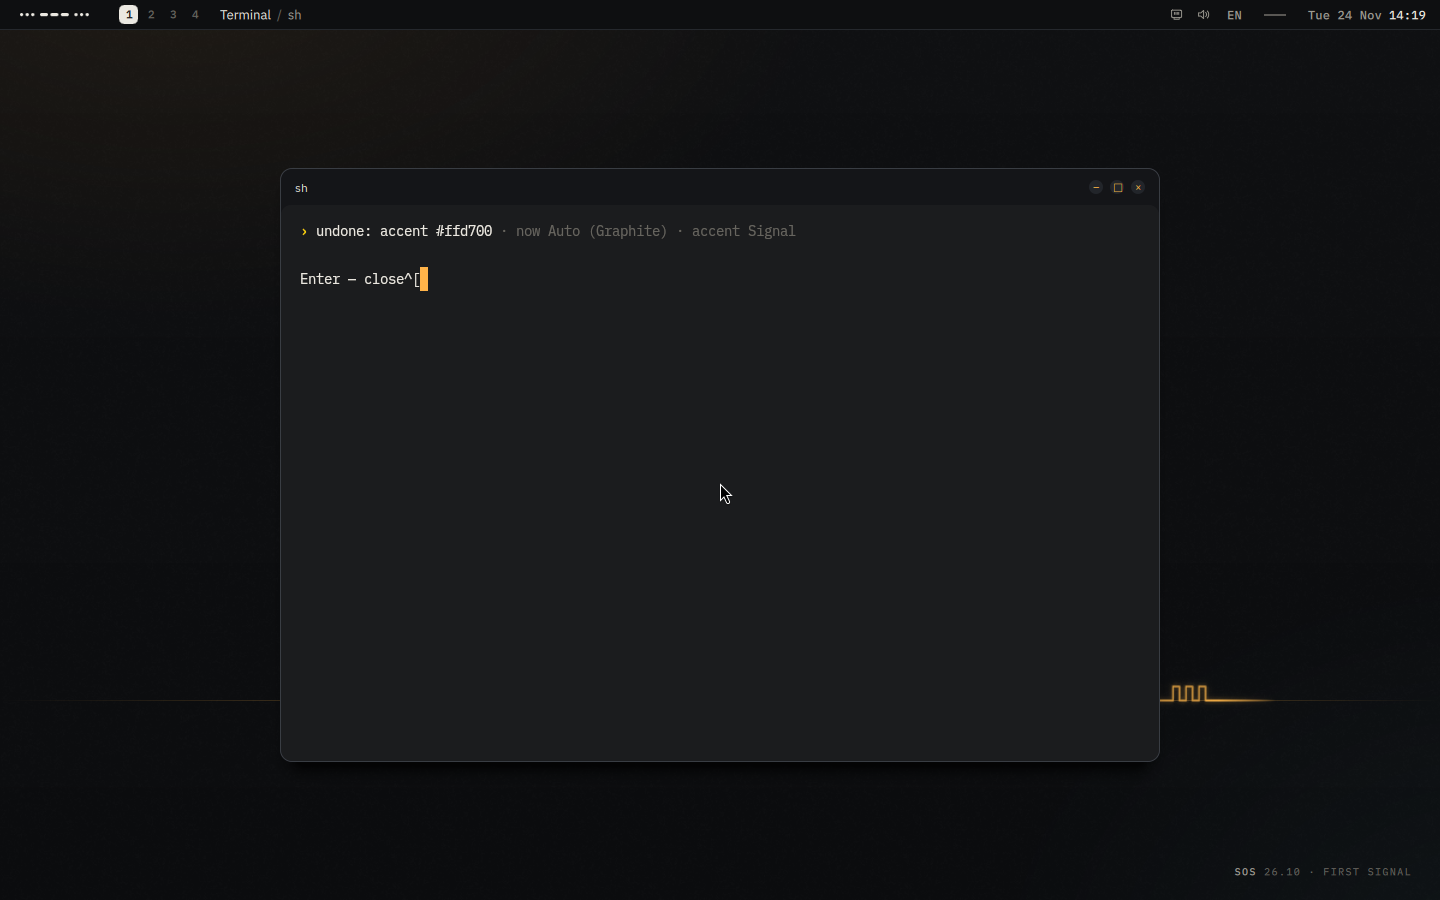 1 2 3 4 Terminal / sh EN Tue 24 Nov 14:19
sh
› undone: accent #ffd700 · now Auto (Graphite) · accent Signal
Enter — close^[
SOS 26.10 · FIRST SIGNAL